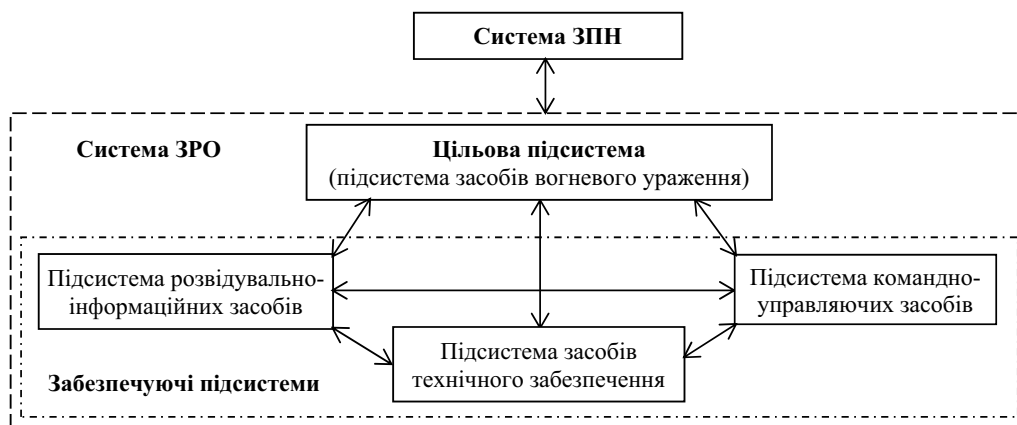 Система ЗПН
Система ЗРО
Цільова підсистема
(підсистема засобів вогневого ураження)
Підсистема розвідувально-
інформаційних засобів
Підсистема командно-
управляючих засобів
Підсистема засобів
технічного забезпечення
Забезпечуючі підсистеми